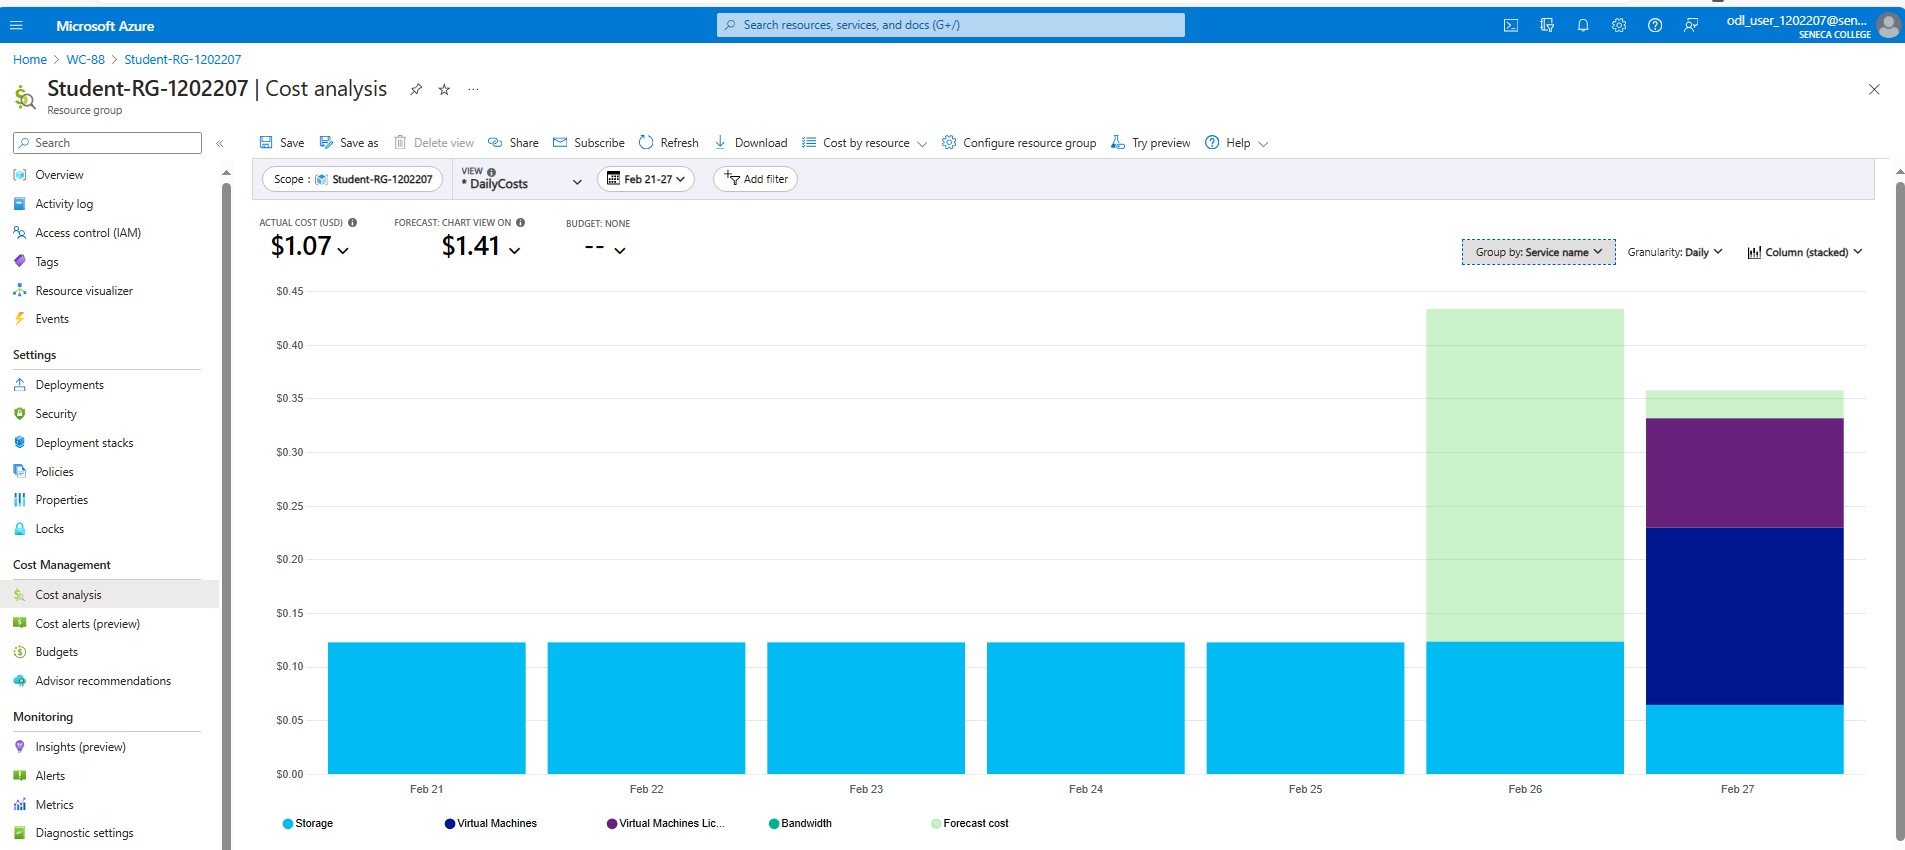 Microsoft Azure
Search resources, services, and docs (G+/)
odl_user_1202207@sen...
SENECA COLLEGE
Home > WC-88 > Student-RG-1202207
Student-RG-1202207 | Cost analysis
Resource group
Search
Save
Save as
Delete view
Share
Subscribe
Refresh
Download
Cost by resource
Configure resource group
Try preview
Help
Overview
Activity log
Access control (IAM)
Tags
Resource visualizer
Events
Settings
Deployments
Security
Deployment stacks
Policies
Properties
Locks
Cost Management
Cost analysis
Cost alerts (preview)
Budgets
Advisor recommendations
Monitoring
Insights (preview)
Alerts
Metrics
Diagnostic settings
Scope : Student-RG-1202207
VIEW
* DailyCosts
Feb 21-27
Add filter
ACTUAL COST (USD)
$1.07
FORECAST: CHART VIEW ON
$1.41
BUDGET: NONE
--
Group by: Service name
Granularity: Daily
Column (stacked)
$0.45
$0.40
$0.35
$0.30
$0.25
$0.20
$0.15
$0.10
$0.05
$0.00
Feb 21
Feb 22
Feb 23
Feb 24
Feb 25
Feb 26
Feb 27
Storage
Virtual Machines
Virtual Machines Lic...
Bandwidth
Forecast cost